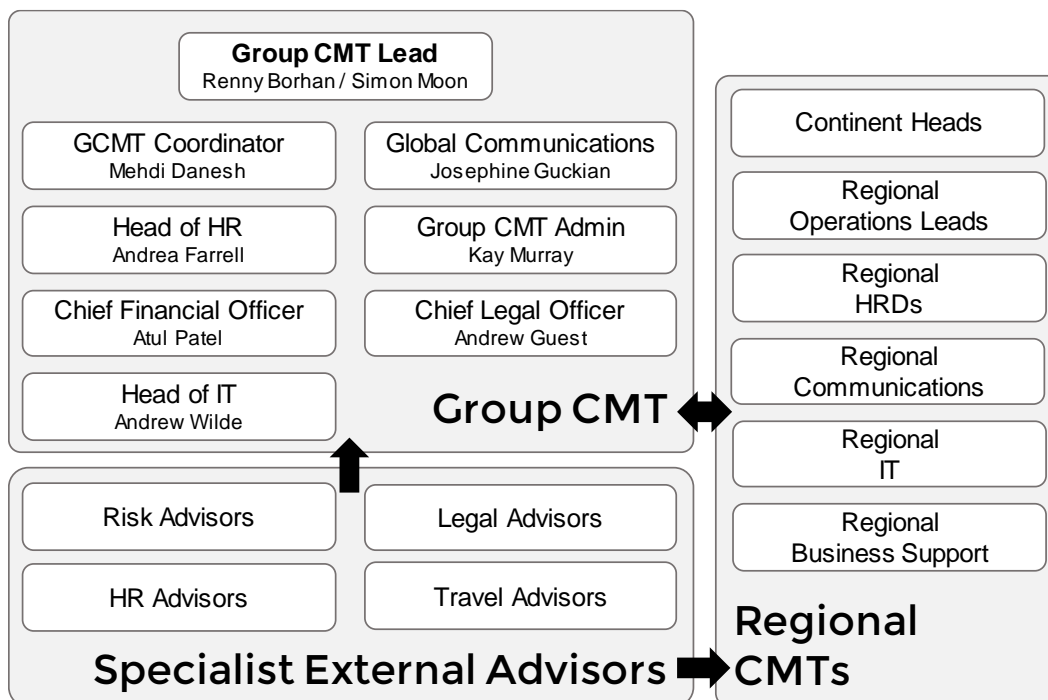 Group CMT Lead
Renny Borhan / Simon Moon
GCMT Coordinator
Mehdi Danesh
Global Communications
Josephine Guckian
Head of HR
Andrea Farrell
Group CMT Admin
Kay Murray
Chief Financial Officer
Atul Patel
Chief Legal Officer
Andrew Guest
Head of IT
Andrew Wilde
Group CMT
Risk Advisors
Legal Advisors
HR Advisors
Travel Advisors
Specialist External Advisors
Continent Heads
Regional
Operations Leads
Regional
HRDs
Regional
Communications
Regional
IT
Regional
Business Support
Regional
CMTs